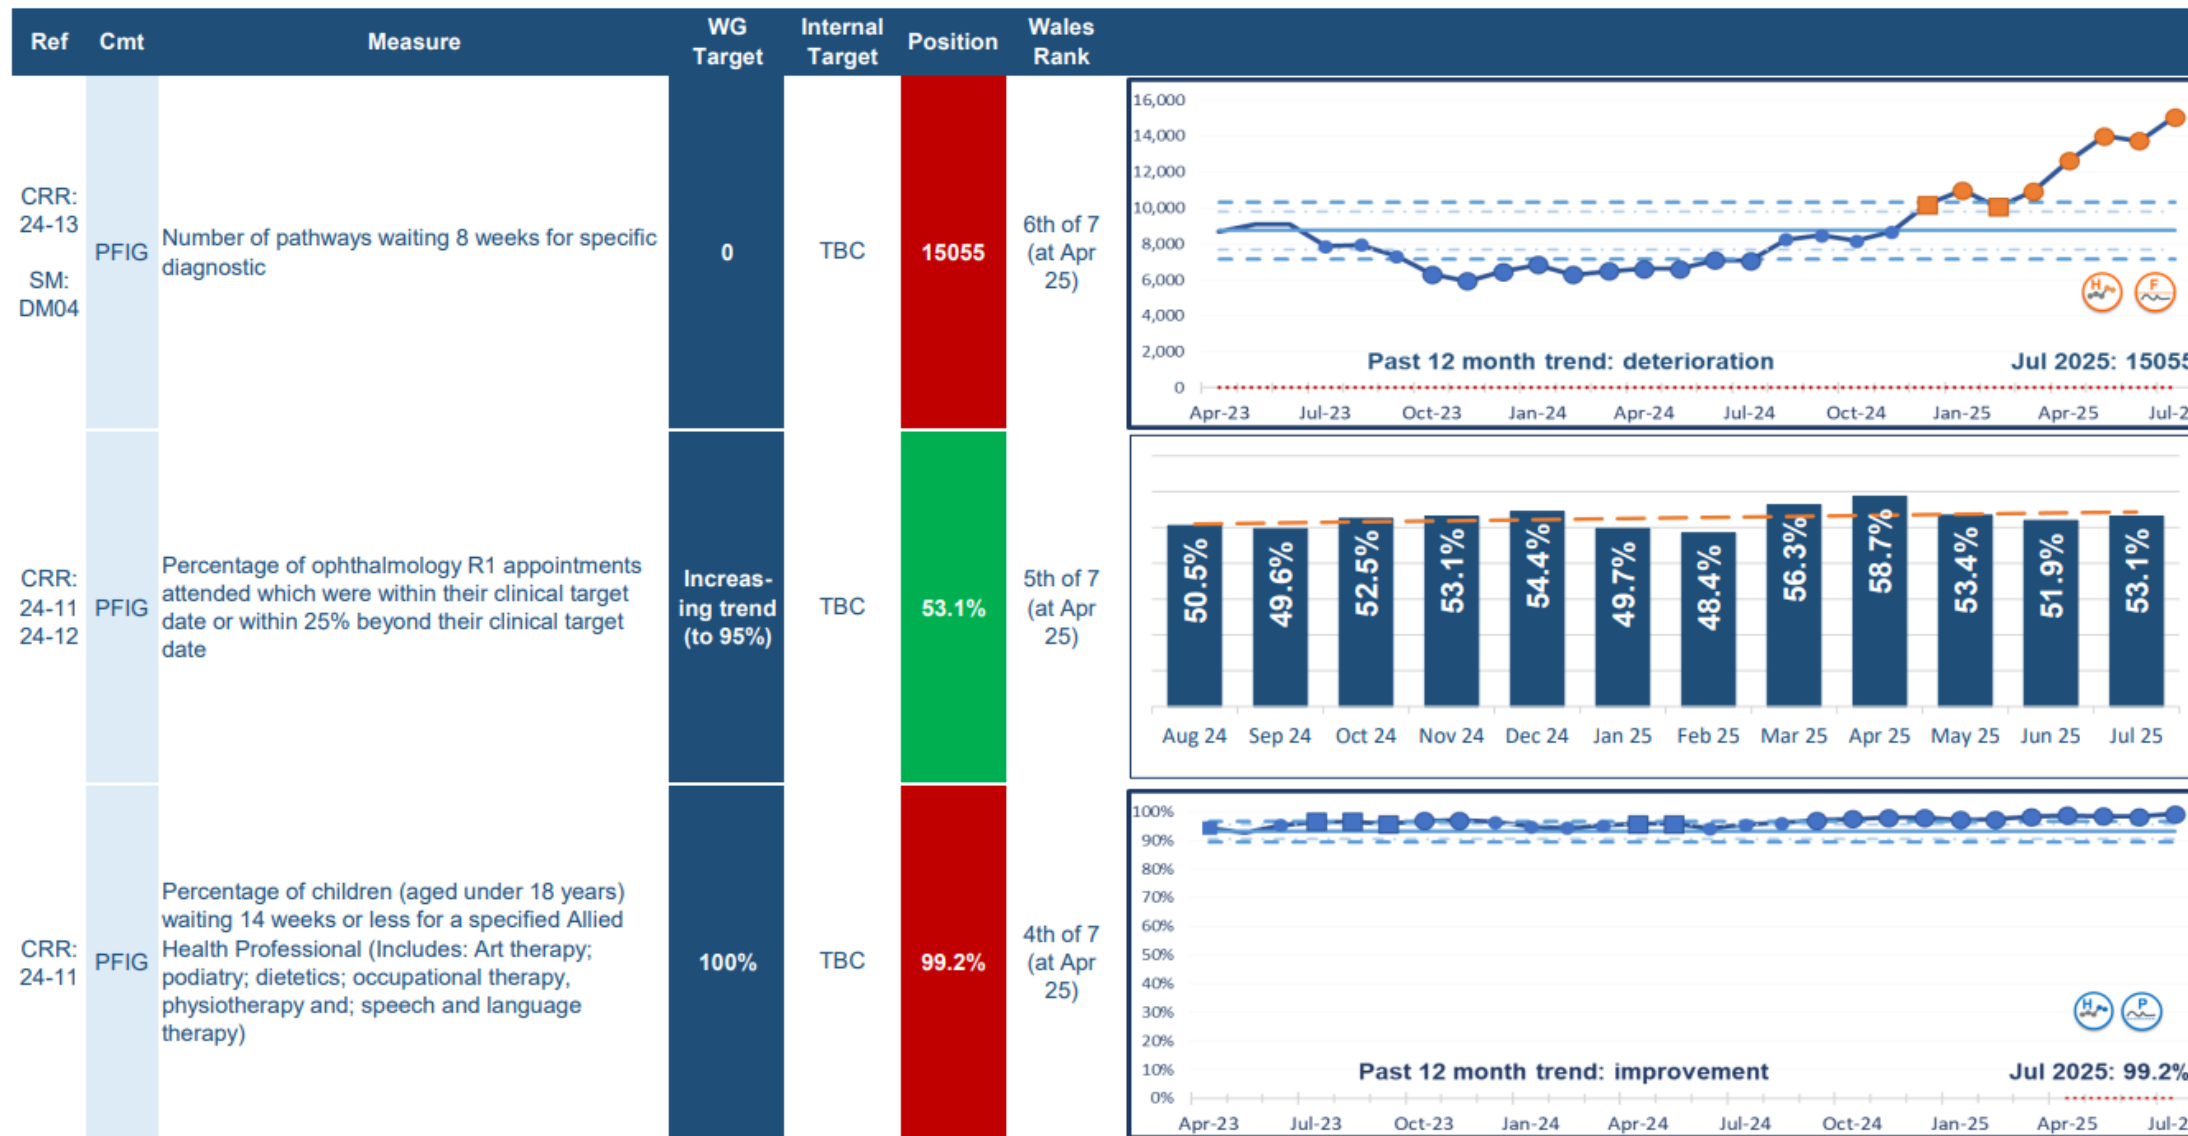 Ref Cmt Measure WG Target Internal Target Position Wales Rank
CRR:
24-13
SM:
DM04
PFIG
Number of pathways waiting 8 weeks for specific
diagnostic
0
TBC
15055
6th of 7
(at Apr
25)
16,000
14,000
12,000
10,000
8,000
6,000
4,000
2,000
0
H
F
Past 12 month trend: deterioration
Jul 2025: 15055
Apr-23 Jul-23 Oct-23 Jan-24 Apr-24 Jul-24 Oct-24 Jan-25 Apr-25 Jul-2
CRR:
24-11
24-12
PFIG
Percentage of ophthalmology R1 appointments
attended which were within their clinical target
date or within 25% beyond their clinical target
date
Increas-
ing trend
(to 95%)
TBC
53.1%
5th of 7
(at Apr
25)
50.5% 49.6% 52.5% 53.1% 54.4% 49.7% 48.4% 56.3% 58.7% 53.4% 51.9% 53.1%
Aug 24 Sep 24 Oct 24 Nov 24 Dec 24 Jan 25 Feb 25 Mar 25 Apr 25 May 25 Jun 25 Jul 25
CRR:
24-11
PFIG
Percentage of children (aged under 18 years)
waiting 14 weeks or less for a specified Allied
Health Professional (Includes: Art therapy;
podiatry; dietetics; occupational therapy,
physiotherapy and; speech and language
therapy)
100%
TBC
99.2%
4th of 7
(at Apr
25)
100%
90%
80%
70%
60%
50%
40%
30%
20%
10%
0%
H
P
Past 12 month trend: improvement
Jul 2025: 99.2%
Apr-23 Jul-23 Oct-23 Jan-24 Apr-24 Jul-24 Oct-24 Jan-25 Apr-25 Jul-2